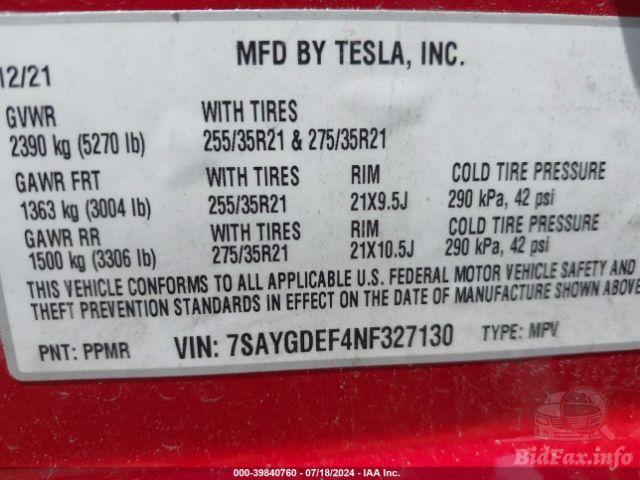 MFD BY TESLA, INC.
12/21
GVWR WITH TIRES
2390 kg (5270 lb) 255/35R21 & 275/35R21
GAWR FRT WITH TIRES RIM COLD TIRE PRESSURE
1363 kg (3004 lb) 255/35R21 21X9.5J 290 kPa, 42 psi
GAWR RR WITH TIRES RIM COLD TIRE PRESSURE
1500 kg (3306 lb) 275/35R21 21X10.5J 290 kPa, 42 psi
THIS VEHICLE CONFORMS TO ALL APPLICABLE U.S. FEDERAL MOTOR VEHICLE SAFETY AND
THEFT PREVENTION STANDARDS IN EFFECT ON THE DATE OF MANUFACTURE SHOWN ABOVE
PNT: PPMR VIN: 7SAYGDEF4NF327130 TYPE: MPV
BidFax.info
000-39840760 - 07/18/2024 - IAA Inc.